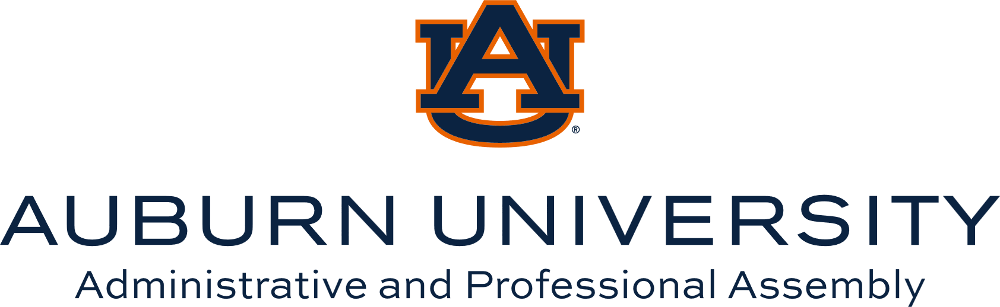 AU®
AUBURN UNIVERSITY
Administrative and Professional Assembly